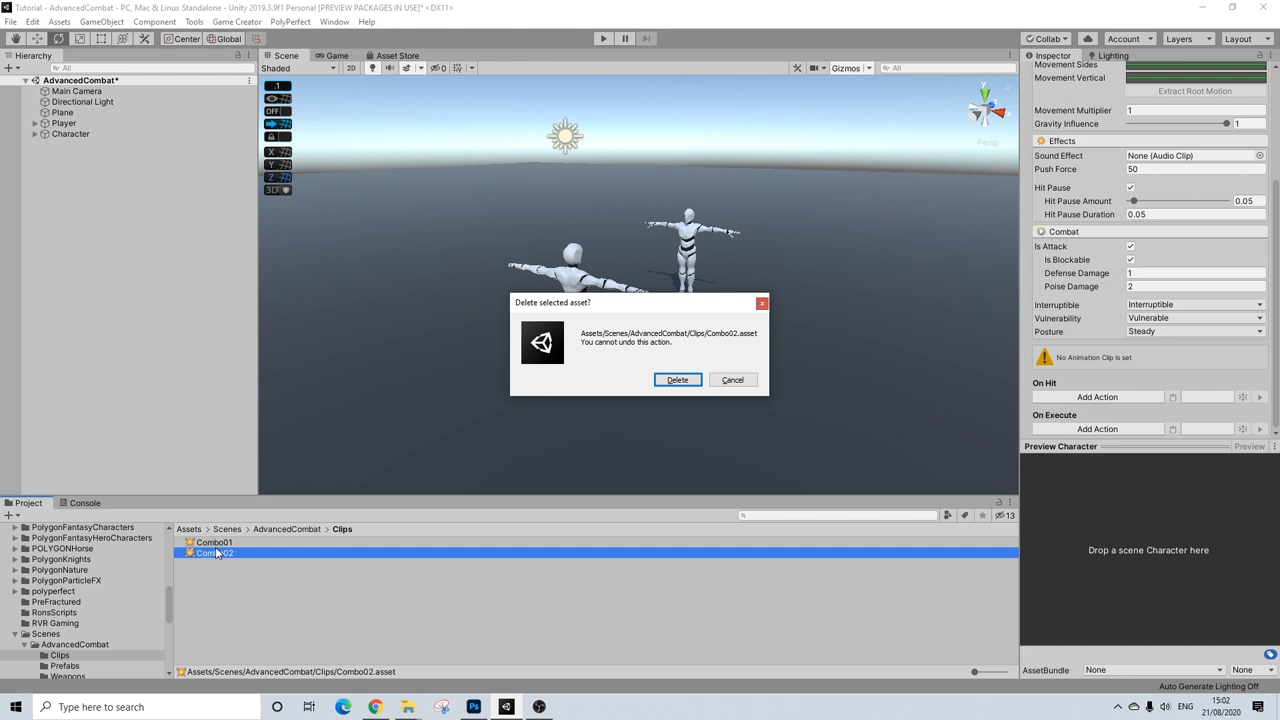 Tutorial - AdvancedCombat - PC, Mac & Linux Standalone - Unity 2019.3.9f1 Personal [PREVIEW PACKAGES IN USE]* <DX11>
File Edit Assets GameObject Component Tools Game Creator PolyPerfect Window Help
Center Global Collab Account Layers Layout
Hierarchy
All
AdvancedCombat*
Main Camera
Directional Light
Plane
Player
Character
Scene Game Asset Store
Shaded 2D 0 Gizmos All
.1
OFF
X
Y
Z
3D
y
x
Persp
Delete selected asset?
Assets/Scenes/AdvancedCombat/Clips/Combo02.asset
You cannot undo this action.
Delete Cancel
Inspector Lighting
Movement Sides
Movement Vertical
Extract Root Motion
Movement Multiplier 1
Gravity Influence 1
Effects
Sound Effect None (Audio Clip)
Push Force 50
Hit Pause
Hit Pause Amount 0.05
Hit Pause Duration 0.05
Combat
Is Attack
Is Blockable
Defense Damage 1
Poise Damage 2
Interruptible Interruptible
Vulnerability Vulnerable
Posture Steady
No Animation Clip is set
On Hit
Add Action
On Execute
Add Action
Preview Character Preview
Drop a scene Character here
AssetBundle None None
Auto Generate Lighting Off
Project Console
13
PolygonFantasyCharacters
PolygonFantasyHeroCharacters
POLYGONHorse
PolygonKnights
PolygonNature
PolygonParticleFX
polyperfect
PreFractured
RonsScripts
RVR Gaming
Scenes
AdvancedCombat
Clips
Prefabs
Weapons
Assets > Scenes > AdvancedCombat > Clips
Combo01
Combo02
Assets/Scenes/AdvancedCombat/Clips/Combo02.asset
Type here to search
ENG
15:02
21/08/2020